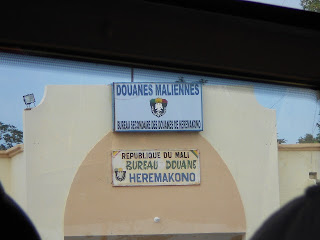 DOUANES MALIENNES
BUREAU SECONDAIRE DES DOUANES DE HEREMAKONO
REPUBLIQUE DU MALI
BUREAU DOUANE
HEREMAKONO